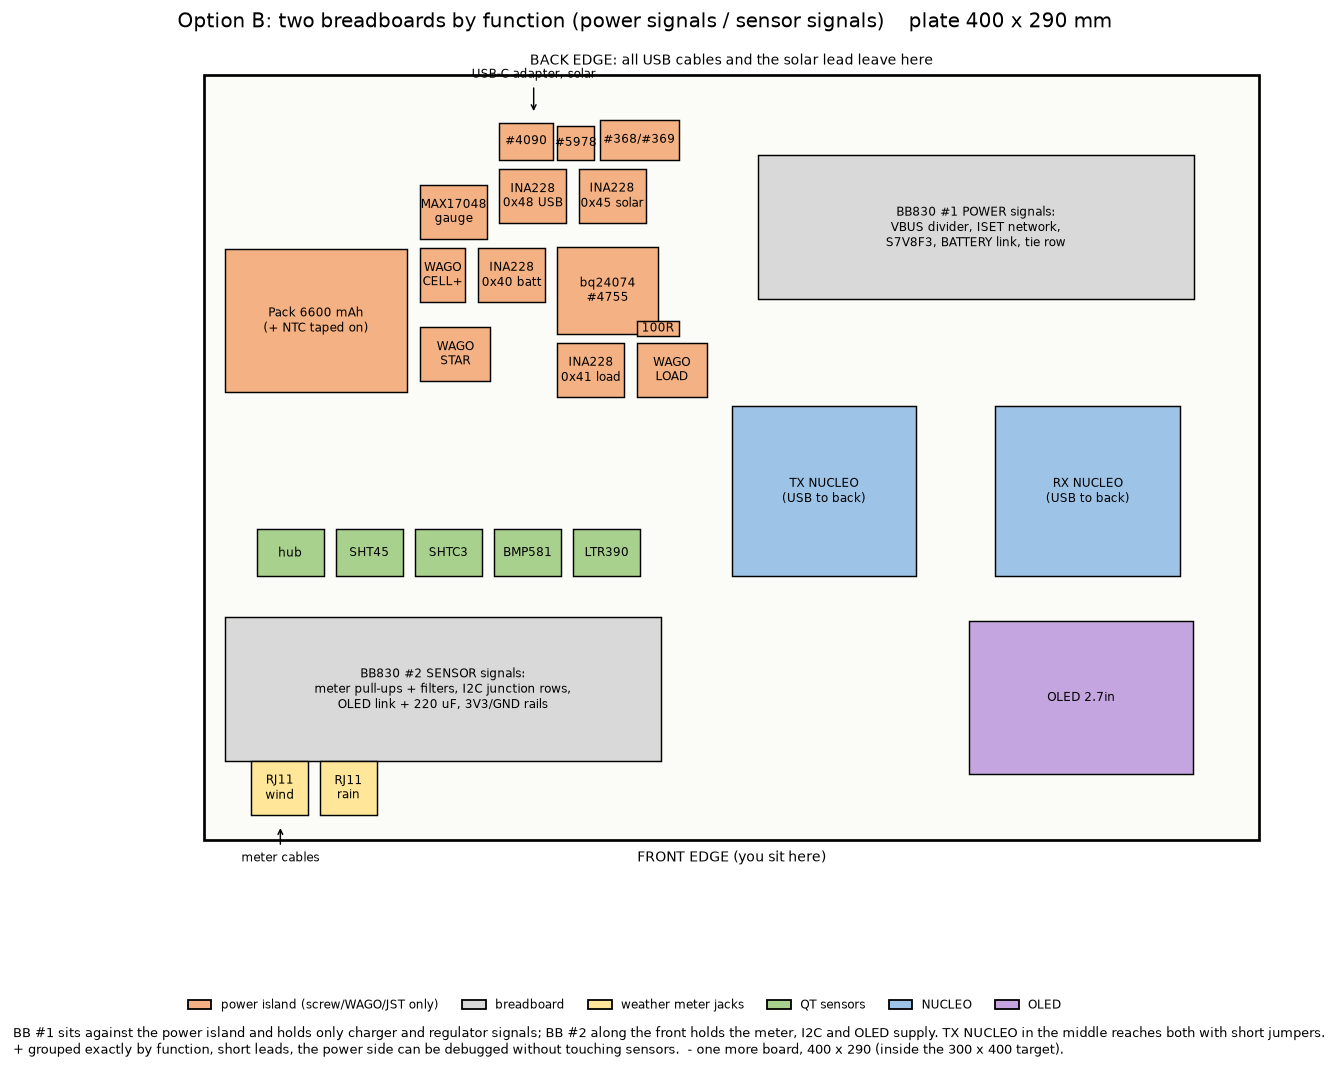 Option B: two breadboards by function (power signals / sensor signals)    plate 400 x 290 mm
BACK EDGE: all USB cables and the solar lead leave here
USB-C adapter, solar
#4090
#5978
#368/#369
INA228
0x48 USB
INA228
0x45 solar
MAX17048
gauge
BB830 #1 POWER signals:
VBUS divider, ISET network,
S7V8F3, BATTERY link, tie row
WAGO
CELL+
INA228
0x40 batt
bq24074
#4755
Pack 6600 mAh
(+ NTC taped on)
100R
WAGO
STAR
INA228
0x41 load
WAGO
LOAD
TX NUCLEO
(USB to back)
RX NUCLEO
(USB to back)
hub
SHT45
SHTC3
BMP581
LTR390
BB830 #2 SENSOR signals:
meter pull-ups + filters, I2C junction rows,
OLED link + 220 uF, 3V3/GND rails
OLED 2.7in
RJ11
wind
RJ11
rain
meter cables
FRONT EDGE (you sit here)
power island (screw/WAGO/JST only)
breadboard
weather meter jacks
QT sensors
NUCLEO
OLED
BB #1 sits against the power island and holds only charger and regulator signals; BB #2 along the front holds the meter, I2C and OLED supply. TX NUCLEO in the middle reaches both with short jumpers.
+ grouped exactly by function, short leads, the power side can be debugged without touching sensors.  - one more board, 400 x 290 (inside the 300 x 400 target).